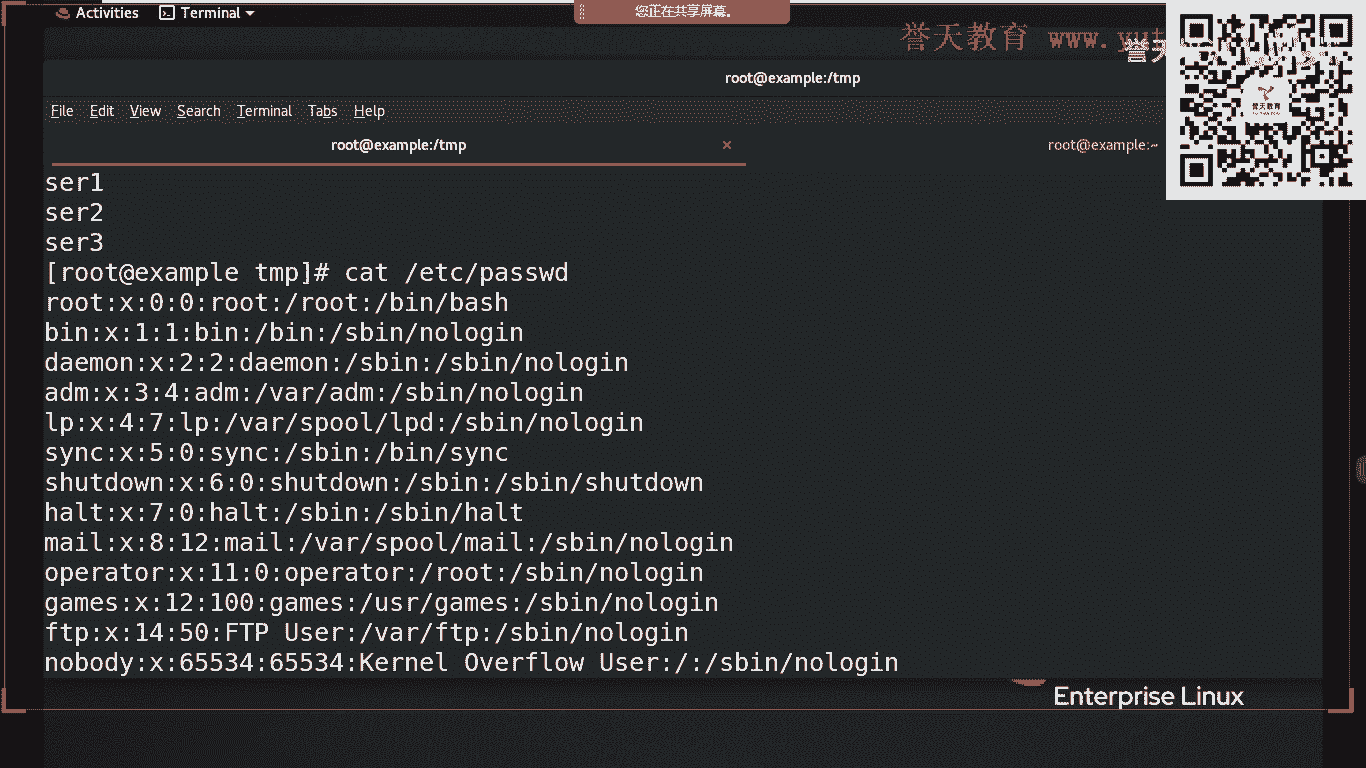 Activities Terminal
您正在共享屏幕。
誉天教育 www.yut
誉天
誉天教育
root@example:/tmp
File Edit View Search Terminal Tabs Help
root@example:/tmp × root@example:~
ser1
ser2
ser3
[root@example tmp]# cat /etc/passwd
root:x:0:0:root:/root:/bin/bash
bin:x:1:1:bin:/bin:/sbin/nologin
daemon:x:2:2:daemon:/sbin:/sbin/nologin
adm:x:3:4:adm:/var/adm:/sbin/nologin
lp:x:4:7:lp:/var/spool/lpd:/sbin/nologin
sync:x:5:0:sync:/sbin:/bin/sync
shutdown:x:6:0:shutdown:/sbin:/sbin/shutdown
halt:x:7:0:halt:/sbin:/sbin/halt
mail:x:8:12:mail:/var/spool/mail:/sbin/nologin
operator:x:11:0:operator:/root:/sbin/nologin
games:x:12:100:games:/usr/games:/sbin/nologin
ftp:x:14:50:FTP User:/var/ftp:/sbin/nologin
nobody:x:65534:65534:Kernel Overflow User:/:/sbin/nologin
Enterprise Linux